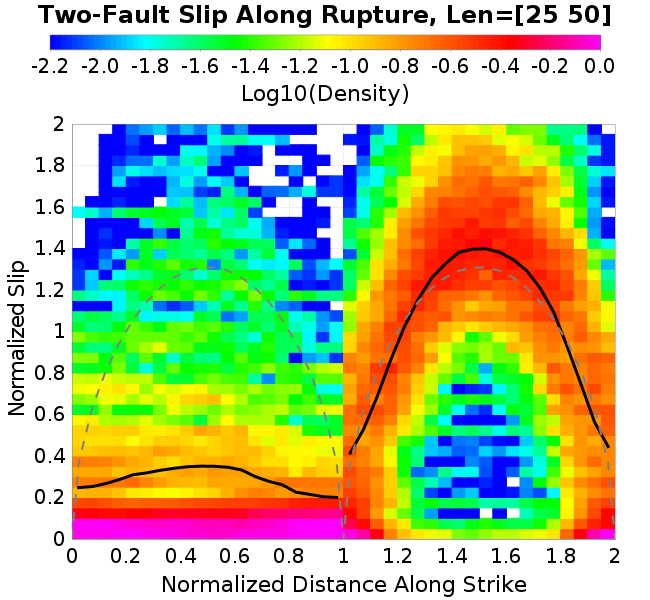 Two-Fault Slip Along Rupture, Len=[25 50]
-2.2 -2.0 -1.8 -1.6 -1.4 -1.2 -1.0 -0.8 -0.6 -0.4 -0.2 0.0
Log10(Density)
2
1.8
1.6
1.4
1.2
1
0.8
0.6
0.4
0.2
0
Normalized Slip
0 0.2 0.4 0.6 0.8 1 1.2 1.4 1.6 1.8 2
Normalized Distance Along Strike